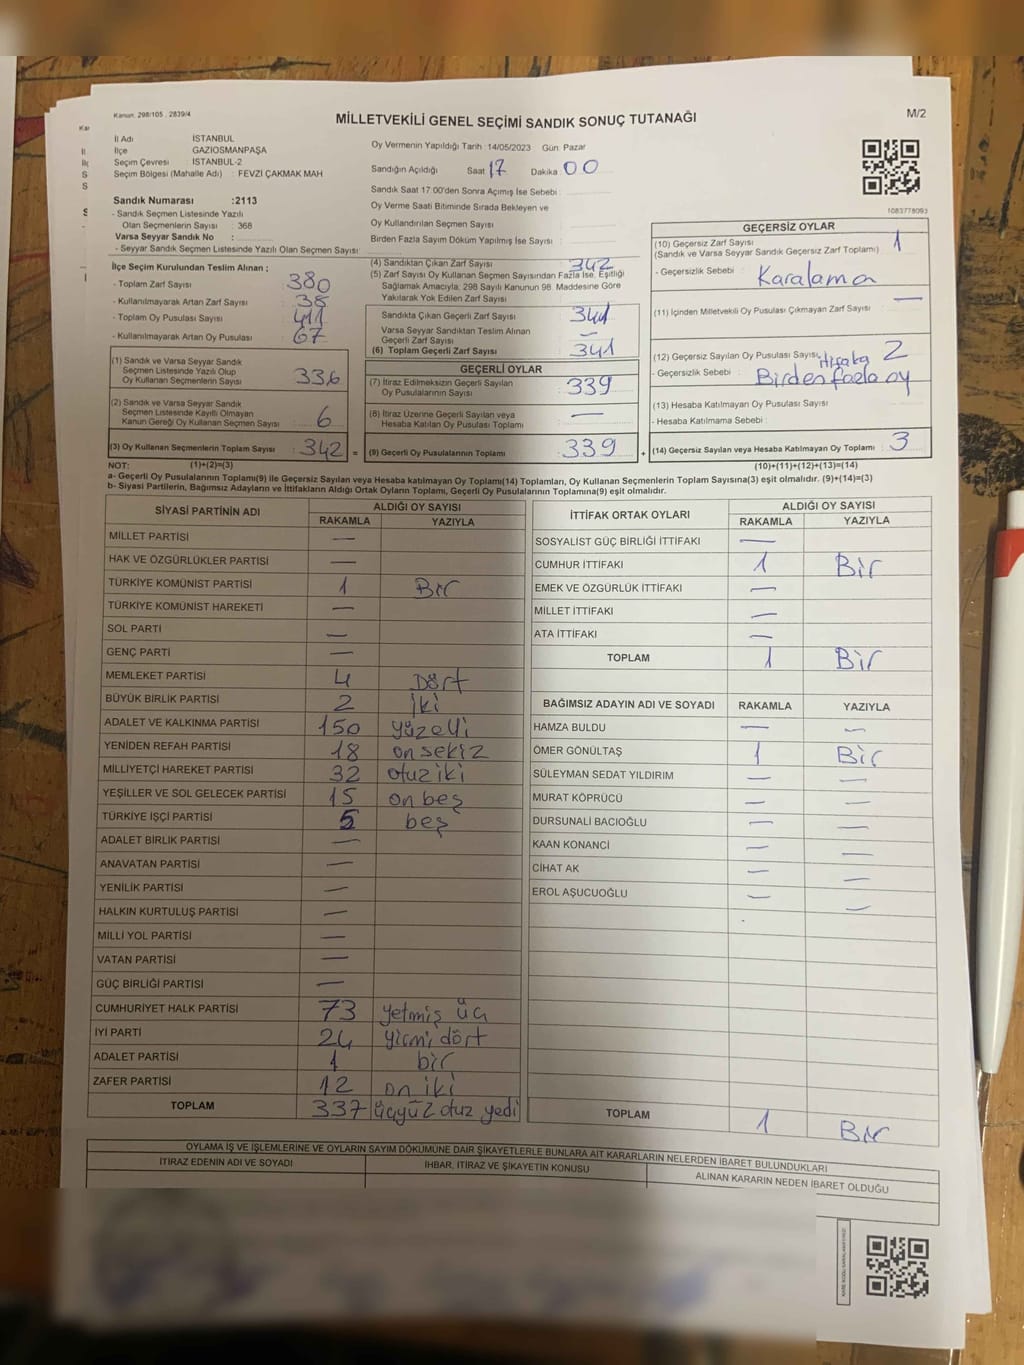 Kanun: 298/105 , 2839/4
MİLLETVEKİLİ GENEL SEÇİMİ SANDIK SONUÇ TUTANAĞI
M/2
İl Adı : İSTANBUL
İlçe : GAZİOSMANPAŞA
Seçim Çevresi : İSTANBUL-2
Seçim Bölgesi (Mahalle Adı) : FEVZİ ÇAKMAK MAH
Sandık Numarası :2113
- Sandık Seçmen Listesinde Yazılı
Olan Seçmenlerin Sayısı : 368
Varsa Seyyar Sandık No :
- Seyyar Sandık Seçmen Listesinde Yazılı Olan Seçmen Sayısı:
Oy Vermenin Yapıldığı Tarih : 14/05/2023 Gün: Pazar
Sandığın Açıldığı Saat : 17 Dakika : 00
Sandık Saat 17:00'den Sonra Açımış İse Sebebi :
Oy Verme Saati Bitiminde Sırada Bekleyen ve
Oy Kullandırılan Seçmen Sayısı
Birden Fazla Sayım Döküm Yapılmış İse Sayısı :
1083778093
İlçe Seçim Kurulundan Teslim Alınan ;
- Toplam Zarf Sayısı : 380
- Kullanılmayarak Artan Zarf Sayısı : 38
- Toplam Oy Pusulası Sayısı : 411
- Kullanılmayarak Artan Oy Pusulası : 67
(1) Sandık ve Varsa Seyyar Sandık
Seçmen Listesinde Yazılı Olup
Oy Kullanan Seçmenlerin Sayısı : 336
(2) Sandık ve Varsa Seyyar Sandık
Seçmen Listesinde Kayıtlı Olmayan
Kanun Gereği Oy Kullanan Seçmen Sayısı : 6
(3) Oy Kullanan Seçmenlerin Toplam Sayısı : 342 =
(4) Sandıktan Çıkan Zarf Sayısı : 342
(5) Zarf Sayısı Oy Kullanan Seçmen Sayısından Fazla İse, Eşitliği
Sağlamak Amacıyla, 298 Sayılı Kanunun 98. Maddesine Göre
Yakılarak Yok Edilen Zarf Sayısı :
Sandıkta Çıkan Geçerli Zarf Sayısı : 341
Varsa Seyyar Sandıktan Teslim Alınan
Geçerli Zarf Sayısı : —
(6) Toplam Geçerli Zarf Sayısı : 341
GEÇERLİ OYLAR
(7) İtiraz Edilmeksizin Geçerli Sayılan
Oy Pusulalarının Sayısı : 339
(8) İtiraz Üzerine Geçerli Sayılan veya
Hesaba Katılan Oy Pusulası Toplamı : —
(9) Geçerli Oy Pusulalarının Toplamı : 339 +
GEÇERSİZ OYLAR
(10) Geçersiz Zarf Sayısı : 1
(Sandık ve Varsa Seyyar Sandık Geçersiz Zarf Toplamı)
- Geçersizlik Sebebi : Karalama
(11) İçinden Milletvekili Oy Pusulası Çıkmayan Zarf Sayısı : —
(12) Geçersiz Sayılan Oy Pusulası Sayısı : 2
- Geçersizlik Sebebi : Birden fazla oy
(13) Hesaba Katılmayan Oy Pusulası Sayısı :
- Hesaba Katılmama Sebebi :
(14) Geçersiz Sayılan veya Hesaba Katılmayan Oy Toplamı : 3
NOT: (1)+(2)=(3) (10)+(11)+(12)+(13)=(14)
a- Geçerli Oy Pusulalarının Toplamı(9) ile Geçersiz Sayılan veya Hesaba katılmayan Oy Toplamı(14) Toplamları, Oy Kullanan Seçmenlerin Toplam Sayısına(3) eşit olmalıdır. (9)+(14)=(3)
b- Siyasi Partilerin, Bağımsız Adayların ve İttifakların Aldığı Ortak Oyların Toplamı, Geçerli Oy Pusulalarının Toplamına(9) eşit olmalıdır.
SİYASİ PARTİNİN ADI ALDIĞI OY SAYISI
RAKAMLA YAZIYLA
MİLLET PARTİSİ —
HAK VE ÖZGÜRLÜKLER PARTİSİ —
TÜRKİYE KOMÜNİST PARTİSİ 1 Bir
TÜRKİYE KOMÜNİST HAREKETİ —
SOL PARTİ —
GENÇ PARTİ —
MEMLEKET PARTİSİ 4 Dört
BÜYÜK BİRLİK PARTİSİ 2 iki
ADALET VE KALKINMA PARTİSİ 150 yüzelli
YENİDEN REFAH PARTİSİ 18 on sekiz
MİLLİYETÇİ HAREKET PARTİSİ 32 otuz iki
YEŞİLLER VE SOL GELECEK PARTİSİ 15 on beş
TÜRKİYE İŞÇİ PARTİSİ 5 beş
ADALET BİRLİK PARTİSİ —
ANAVATAN PARTİSİ —
YENİLİK PARTİSİ —
HALKIN KURTULUŞ PARTİSİ —
MİLLİ YOL PARTİSİ —
VATAN PARTİSİ —
GÜÇ BİRLİĞİ PARTİSİ —
CUMHURİYET HALK PARTİSİ 73 yetmiş üç
İYİ PARTİ 24 yirmi dört
ADALET PARTİSİ 1 bir
ZAFER PARTİSİ 12 on iki
TOPLAM 337 üçyüz otuz yedi
İTTİFAK ORTAK OYLARI ALDIĞI OY SAYISI
RAKAMLA YAZIYLA
SOSYALİST GÜÇ BİRLİĞİ İTTİFAKI —
CUMHUR İTTİFAKI 1 Bir
EMEK VE ÖZGÜRLÜK İTTİFAKI —
MİLLET İTTİFAKI —
ATA İTTİFAKI —
TOPLAM 1 Bir
BAĞIMSIZ ADAYIN ADI VE SOYADI RAKAMLA YAZIYLA
HAMZA BULDU — —
ÖMER GÖNÜLTAŞ 1 Bir
SÜLEYMAN SEDAT YILDIRIM — —
MURAT KÖPRÜCÜ — —
DURSUNALİ BACIOĞLU — —
KAAN KONANCİ — —
CİHAT AK — —
EROL AŞUCUOĞLU — —
TOPLAM 1 Bir
OYLAMA İŞ VE İŞLEMLERİNE VE OYLARIN SAYIM DÖKÜMÜNE DAİR ŞİKAYETLERLE BUNLARA AİT KARARLARIN NELERDEN İBARET BULUNDUKLARI
İTİRAZ EDENİN ADI VE SOYADI İHBAR, İTİRAZ VE ŞİKAYETİN KONUSU ALINAN KARARIN NEDEN İBARET OLDUĞU